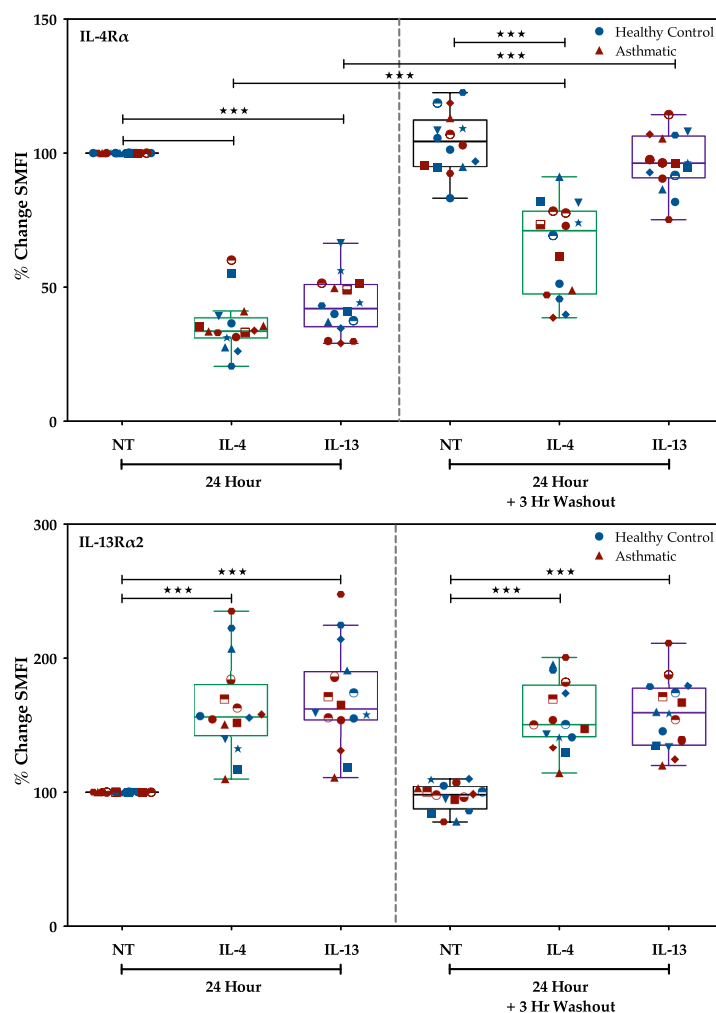 IL-4Rα
Healthy Control
Asthmatic
★★★
★★★
★★★
★★★
% Change SMFI
150
100
50
0
NT IL-4 IL-13 NT IL-4 IL-13
24 Hour 24 Hour
+ 3 Hr Washout
IL-13Rα2
Healthy Control
Asthmatic
★★★ ★★★
★★★ ★★★
% Change SMFI
300
200
100
0
NT IL-4 IL-13 NT IL-4 IL-13
24 Hour 24 Hour
+ 3 Hr Washout